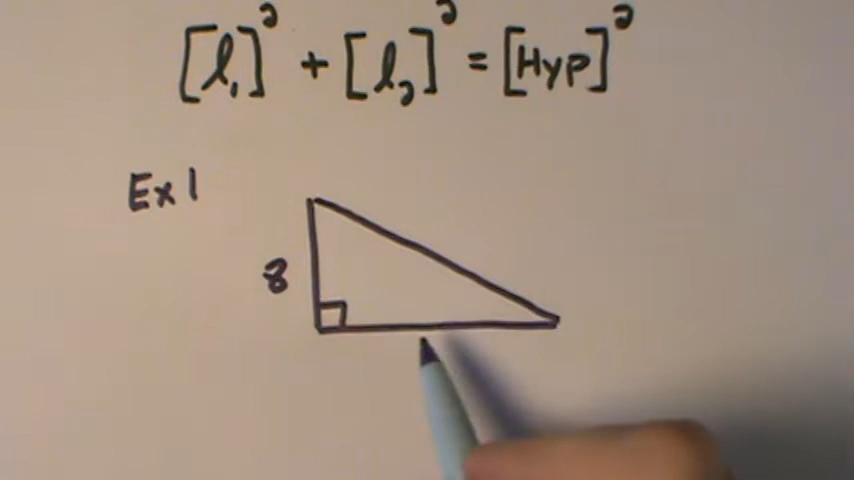 [l₁]² + [l₂]² = [Hyp]²
Ex 1
8